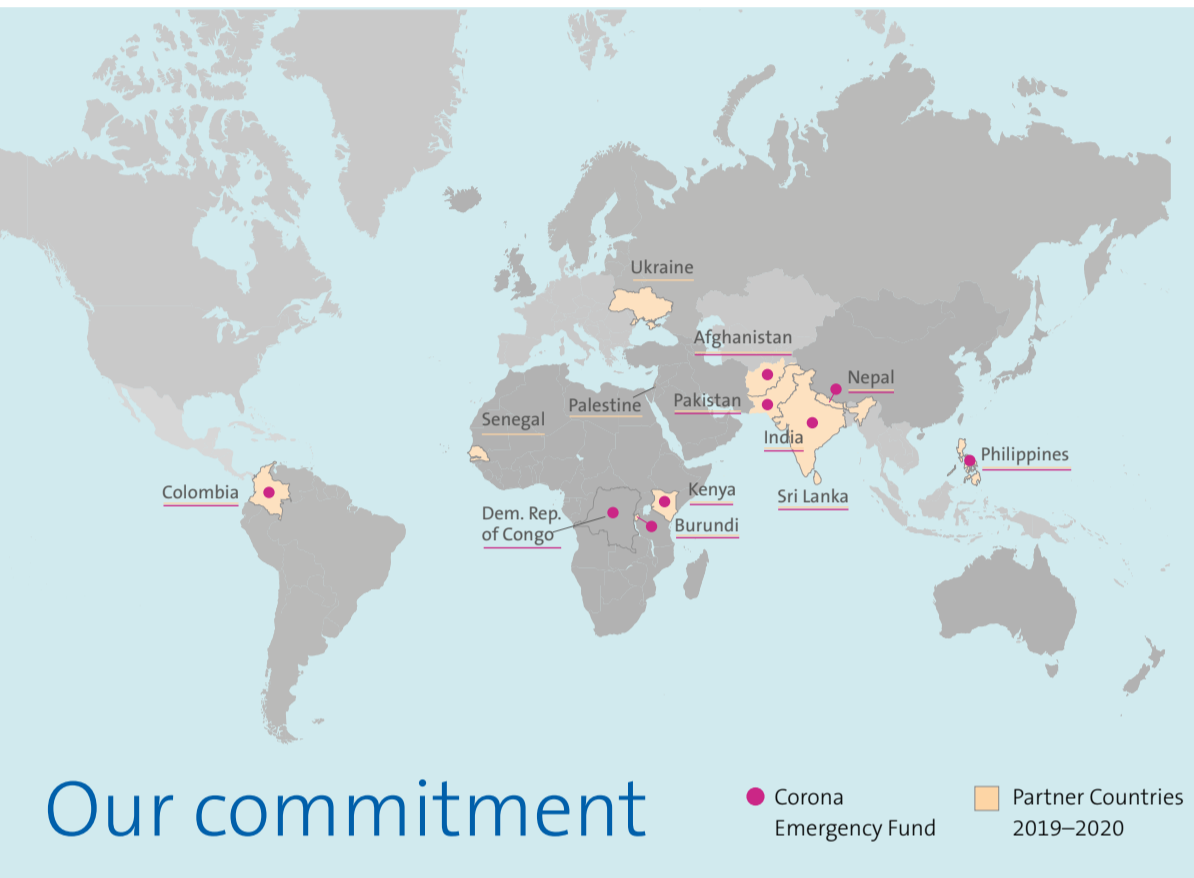 Ukraine
Afghanistan
Nepal
Palestine
Pakistan
Senegal
India
Philippines
Colombia
Kenya
Sri Lanka
Dem. Rep.
of Congo
Burundi
Our commitment
Corona
Emergency Fund
Partner Countries
2019–2020